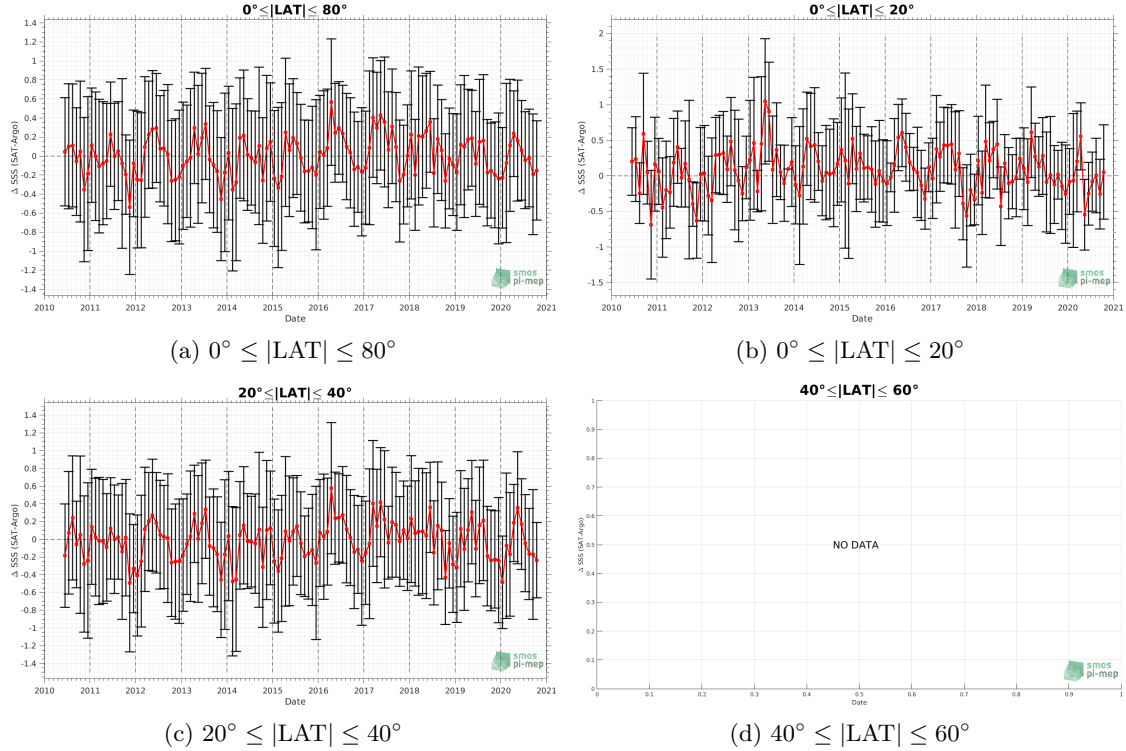 0°≤|LAT|≤ 80°
Δ SSS (SAT-Argo)
1.4
1.2
1
0.8
0.6
0.4
0.2
0
-0.2
-0.4
-0.6
-0.8
-1
-1.2
-1.4
2010 2011 2012 2013 2014 2015 2016 2017 2018 2019 2020 2021
Date
smos
pi-mep
(a) 0° ≤ |LAT| ≤ 80°
0°≤|LAT|≤ 20°
Δ SSS (SAT-Argo)
2
1.5
1
0.5
0
-0.5
-1
-1.5
2010 2011 2012 2013 2014 2015 2016 2017 2018 2019 2020 2021
Date
smos
pi-mep
(b) 0° ≤ |LAT| ≤ 20°
20°≤|LAT|≤ 40°
Δ SSS (SAT-Argo)
1.4
1.2
1
0.8
0.6
0.4
0.2
0
-0.2
-0.4
-0.6
-0.8
-1
-1.2
-1.4
2010 2011 2012 2013 2014 2015 2016 2017 2018 2019 2020 2021
Date
smos
pi-mep
(c) 20° ≤ |LAT| ≤ 40°
40°≤|LAT|≤ 60°
Δ SSS (SAT-Argo)
1
0.9
0.8
0.7
0.6
0.5
0.4
0.3
0.2
0.1
0
NO DATA
0 0.1 0.2 0.3 0.4 0.5 0.6 0.7 0.8 0.9 1
Date
smos
pi-mep
(d) 40° ≤ |LAT| ≤ 60°